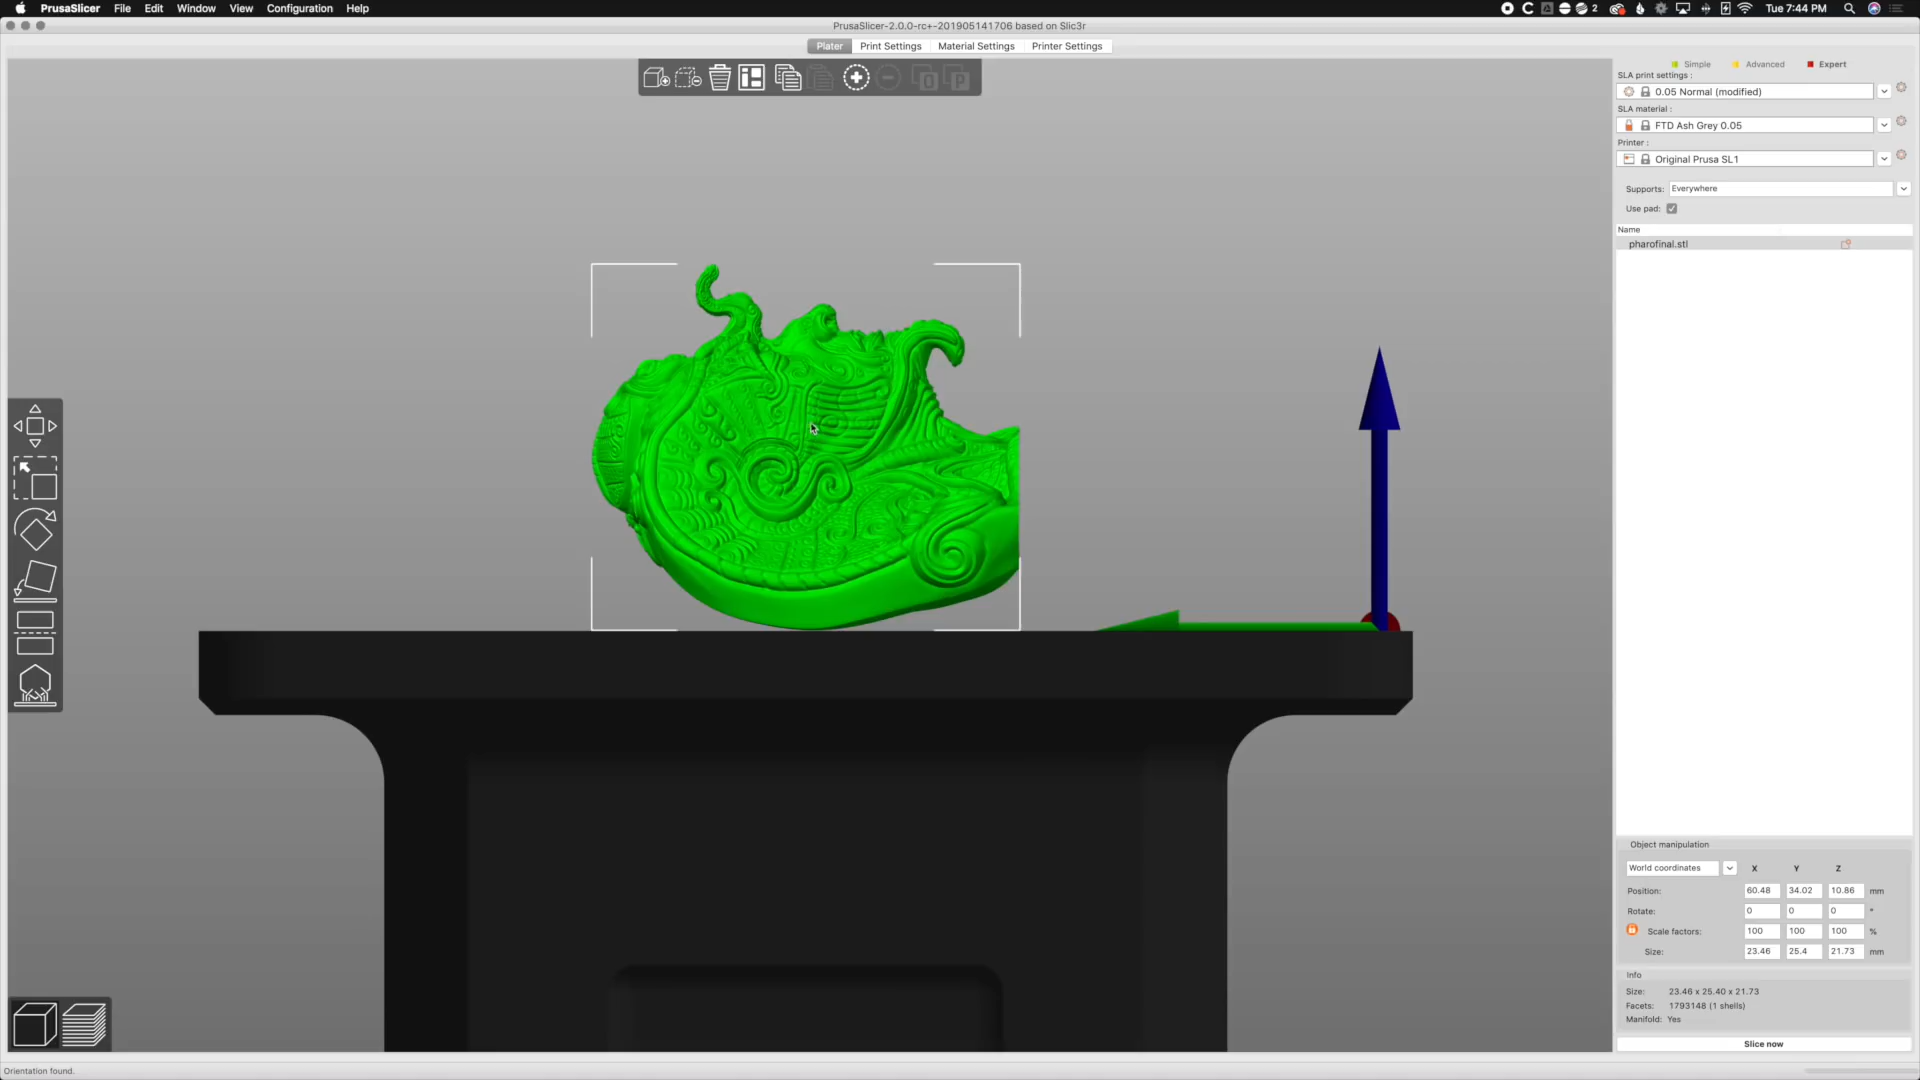 PrusaSlicer File Edit Window View Configuration Help
2 Tue 7:44 PM
PrusaSlicer-2.0.0-rc+-201905141706 based on Slic3r
Plater Print Settings Material Settings Printer Settings
Simple Advanced Expert
SLA print settings :
0.05 Normal (modified)
SLA material :
FTD Ash Grey 0.05
Printer :
Original Prusa SL1
Supports: Everywhere
Use pad:
Name
pharofinal.stl
Object manipulation
World coordinates X Y Z
Position: 60.48 34.02 10.86 mm
Rotate: 0 0 0 °
Scale factors: 100 100 100 %
Size: 23.46 25.4 21.73 mm
Info
Size: 23.46 x 25.40 x 21.73
Facets: 1793148 (1 shells)
Manifold: Yes
Slice now
Orientation found.